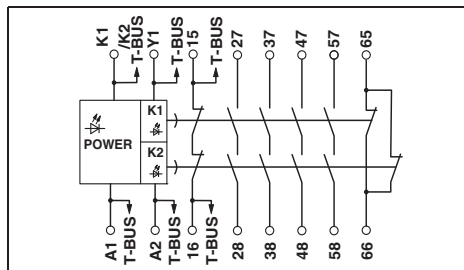 K1
/K2
T-BUS
Y1
T-BUS
15
T-BUS
27
37
47
57
65
POWER
K1
K2
A1
T-BUS
A2
T-BUS
16
T-BUS
28
38
48
58
66